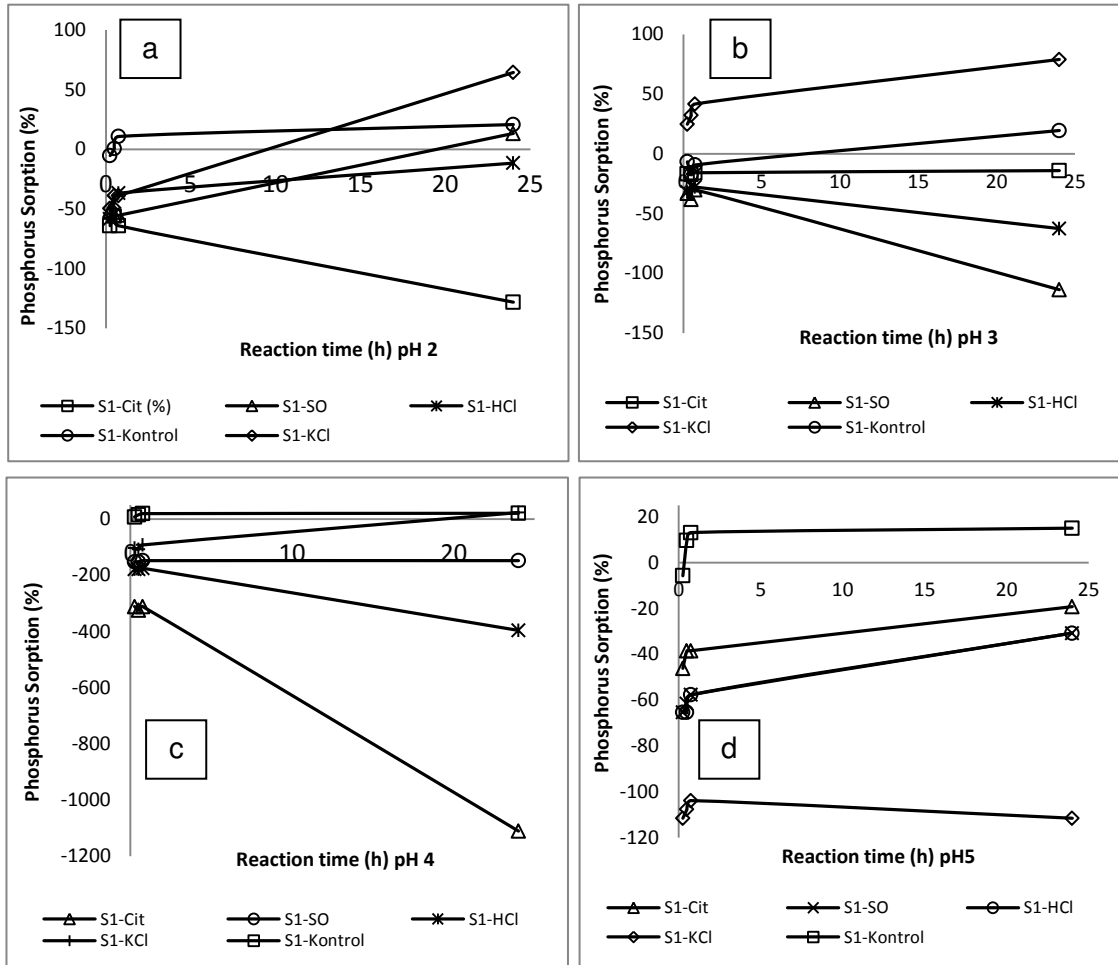 a
100
50
0
-50
-100
-150
0 5 10 15 20 25
Phosphorus Sorption (%)
Reaction time (h) pH 2
S1-Cit (%) S1-SO S1-HCl
S1-Kontrol S1-KCl
b
100
50
0
-50
-100
-150
0 5 10 15 20 25
Phosphorus Sorption (%)
Reaction time (h) pH 3
S1-Cit S1-SO S1-HCl
S1-KCl S1-Kontrol
c
0
-200
-400
-600
-800
-1000
-1200
0 10 20
Phosphorus Sorption (%)
Reaction time (h) pH 4
S1-Cit S1-SO S1-HCl
S1-KCl S1-Kontrol
d
20
0
-20
-40
-60
-80
-100
-120
0 5 10 15 20 25
Phosphorus Sorption (%)
Reaction time (h) pH5
S1-Cit S1-SO S1-HCl
S1-KCl S1-Kontrol